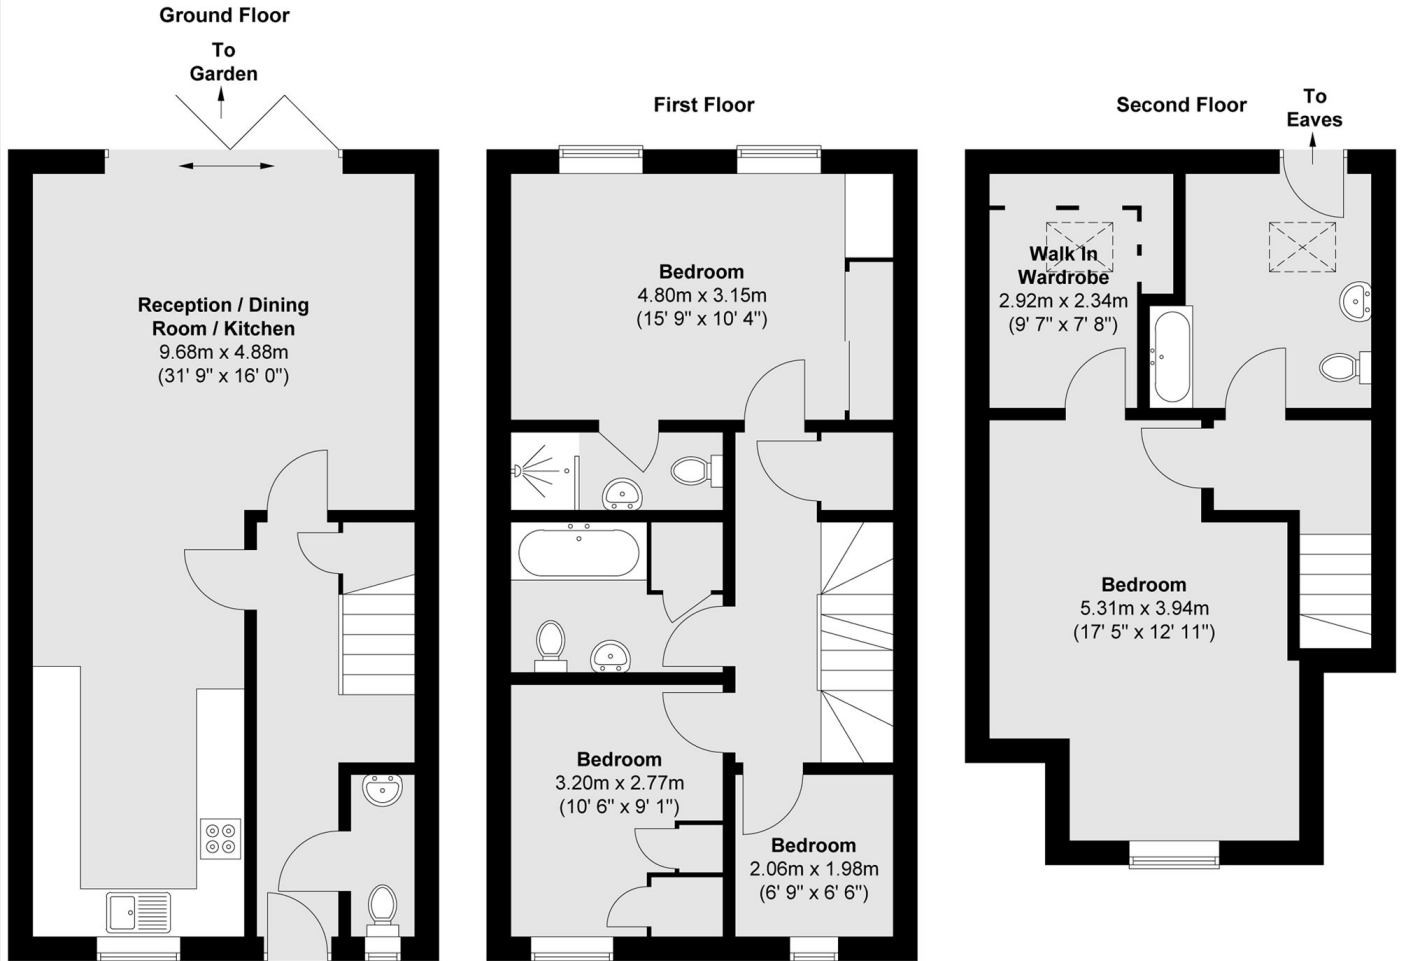 Ground Floor
To
Garden
Reception / Dining
Room / Kitchen
9.68m x 4.88m
(31' 9" x 16' 0")
First Floor
Bedroom
4.80m x 3.15m
(15' 9" x 10' 4")
Bedroom
3.20m x 2.77m
(10' 6" x 9' 1")
Bedroom
2.06m x 1.98m
(6' 9" x 6' 6")
Second Floor
To
Eaves
Walk In
Wardrobe
2.92m x 2.34m
(9' 7" x 7' 8")
Bedroom
5.31m x 3.94m
(17' 5" x 12' 11")